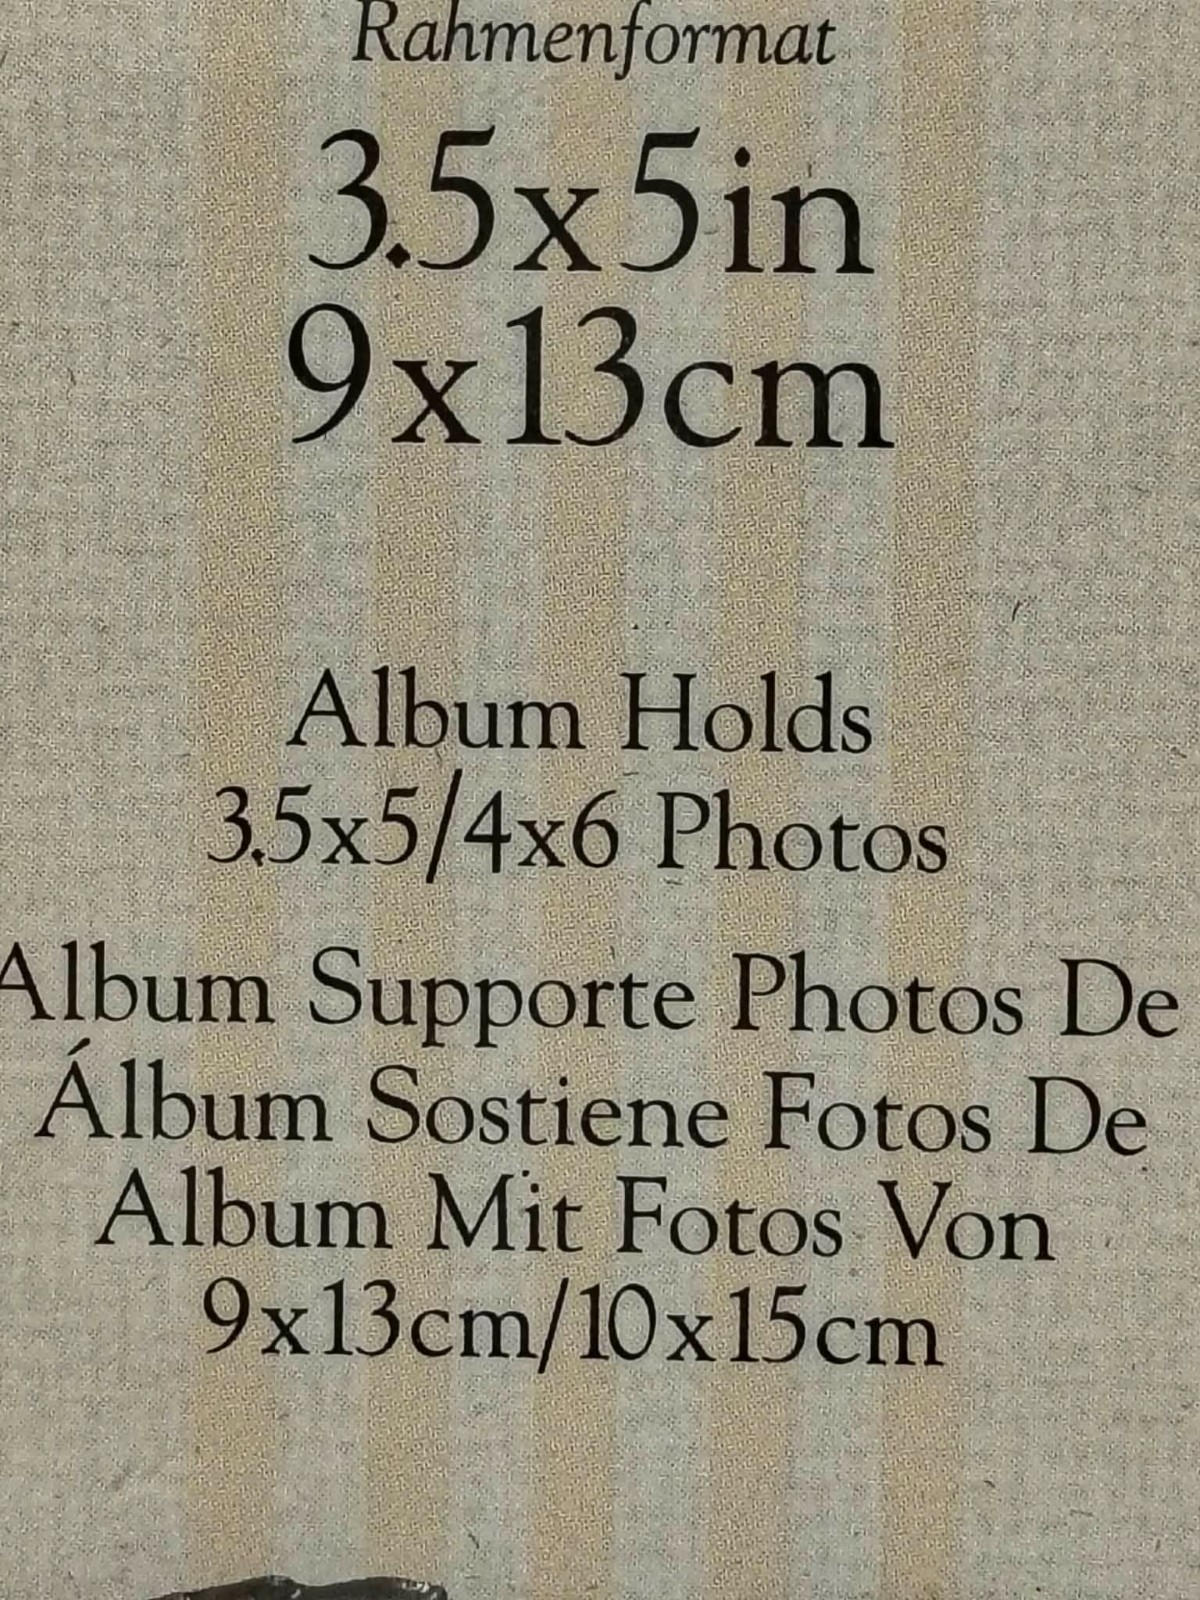 Rahmenformat
3.5x5in
9x13cm
Album Holds
3.5x5/4x6 Photos
Album Supporte Photos De
Álbum Sostiene Fotos De
Album Mit Fotos Von
9x13cm/10x15cm